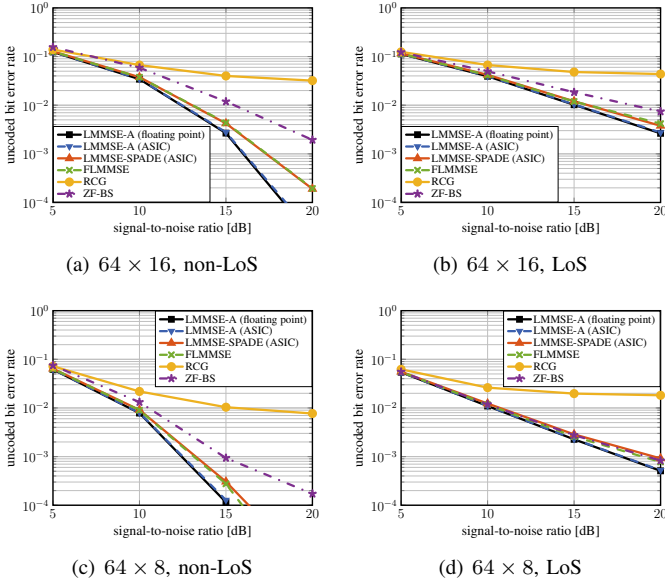 10^0
10^-1
10^-2
10^-3
10^-4
uncoded bit error rate
LMMSE-A (floating point)
LMMSE-A (ASIC)
LMMSE-SPADE (ASIC)
FLMMSE
RCG
ZF-BS
5 10 15 20
signal-to-noise ratio [dB]
(a) 64 × 16, non-LoS
10^0
10^-1
10^-2
10^-3
10^-4
uncoded bit error rate
LMMSE-A (floating point)
LMMSE-A (ASIC)
LMMSE-SPADE (ASIC)
FLMMSE
RCG
ZF-BS
5 10 15 20
signal-to-noise ratio [dB]
(b) 64 × 16, LoS
10^0
10^-1
10^-2
10^-3
10^-4
uncoded bit error rate
LMMSE-A (floating point)
LMMSE-A (ASIC)
LMMSE-SPADE (ASIC)
FLMMSE
RCG
ZF-BS
5 10 15 20
signal-to-noise ratio [dB]
(c) 64 × 8, non-LoS
10^0
10^-1
10^-2
10^-3
10^-4
uncoded bit error rate
LMMSE-A (floating point)
LMMSE-A (ASIC)
LMMSE-SPADE (ASIC)
FLMMSE
RCG
ZF-BS
5 10 15 20
signal-to-noise ratio [dB]
(d) 64 × 8, LoS